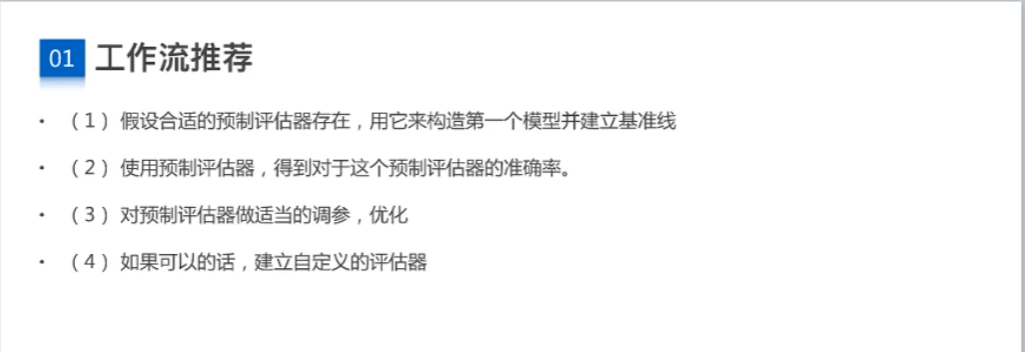 01 工作流推荐
• （1）假设合适的预制评估器存在，用它来构造第一个模型并建立基准线
• （2）使用预制评估器，得到对于这个预制评估器的准确率。
• （3）对预制评估器做适当的调参，优化
• （4）如果可以的话，建立自定义的评估器